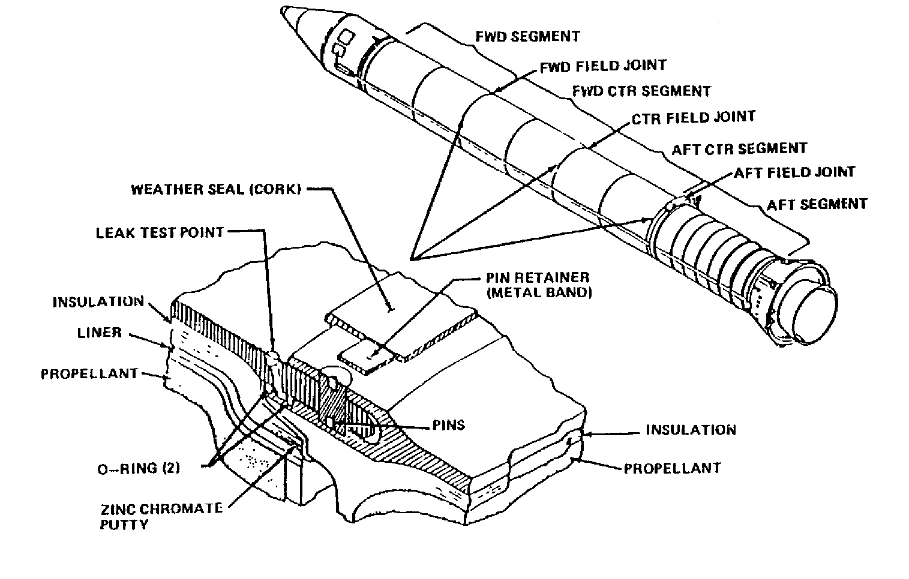 FWD SEGMENT
FWD FIELD JOINT
FWD CTR SEGMENT
CTR FIELD JOINT
AFT CTR SEGMENT
AFT FIELD JOINT
AFT SEGMENT
WEATHER SEAL (CORK)
LEAK TEST POINT
PIN RETAINER
(METAL BAND)
INSULATION
LINER
PROPELLANT
PINS
INSULATION
PROPELLANT
O-RING (2)
ZINC CHROMATE
PUTTY